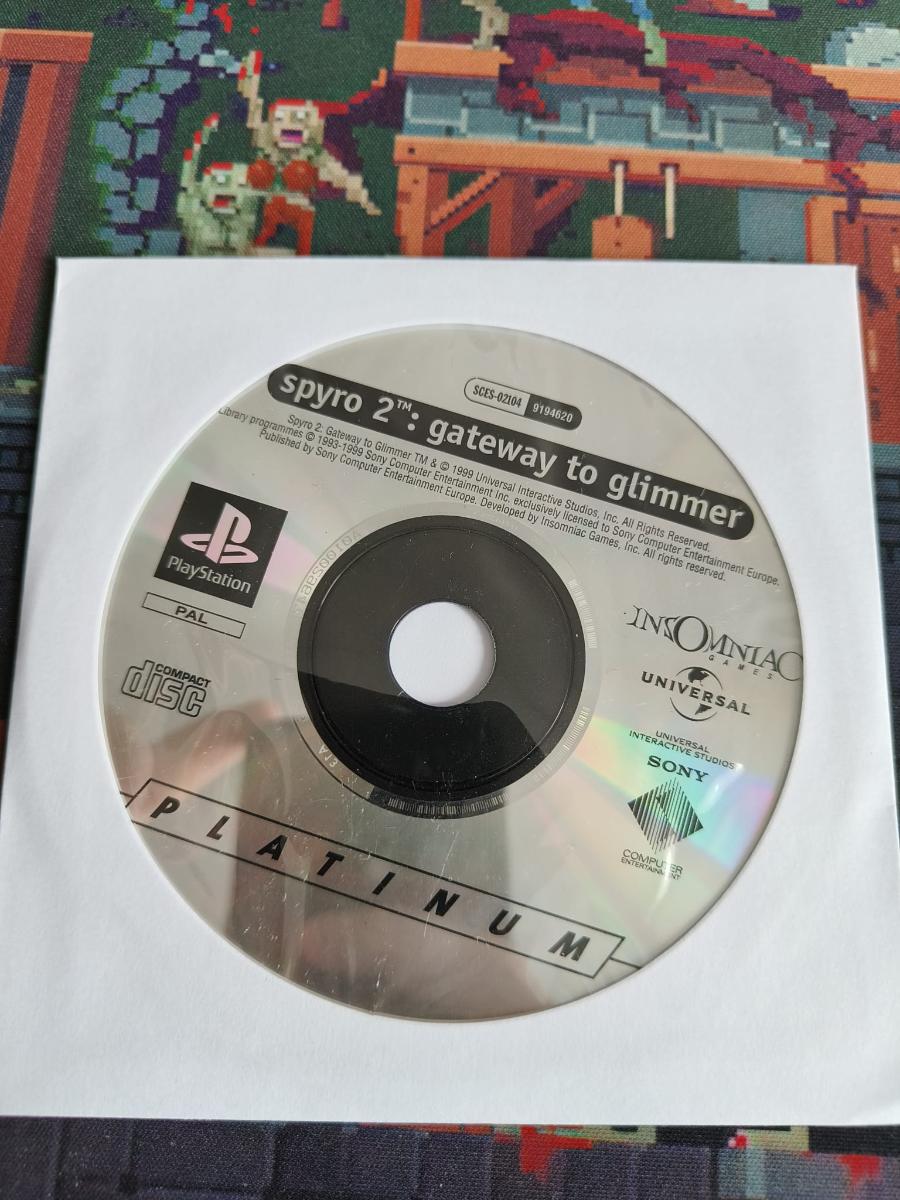 SCES-02104 9194620
spyro 2™: gateway to glimmer
Spyro 2: Gateway to Glimmer TM & © 1999 Universal Interactive Studios, Inc. All Rights Reserved.
Library programmes © 1993-1999 Sony Computer Entertainment Inc. exclusively licensed to Sony Computer Entertainment Europe.
Published by Sony Computer Entertainment Europe. Developed by Insomniac Games, Inc. All rights reserved.
PlayStation
PAL
COMPACT
disc
INSOMNIAC
GAMES
UNIVERSAL
UNIVERSAL
INTERACTIVE STUDIOS
SONY
COMPUTER
ENTERTAINMENT
PLATINUM